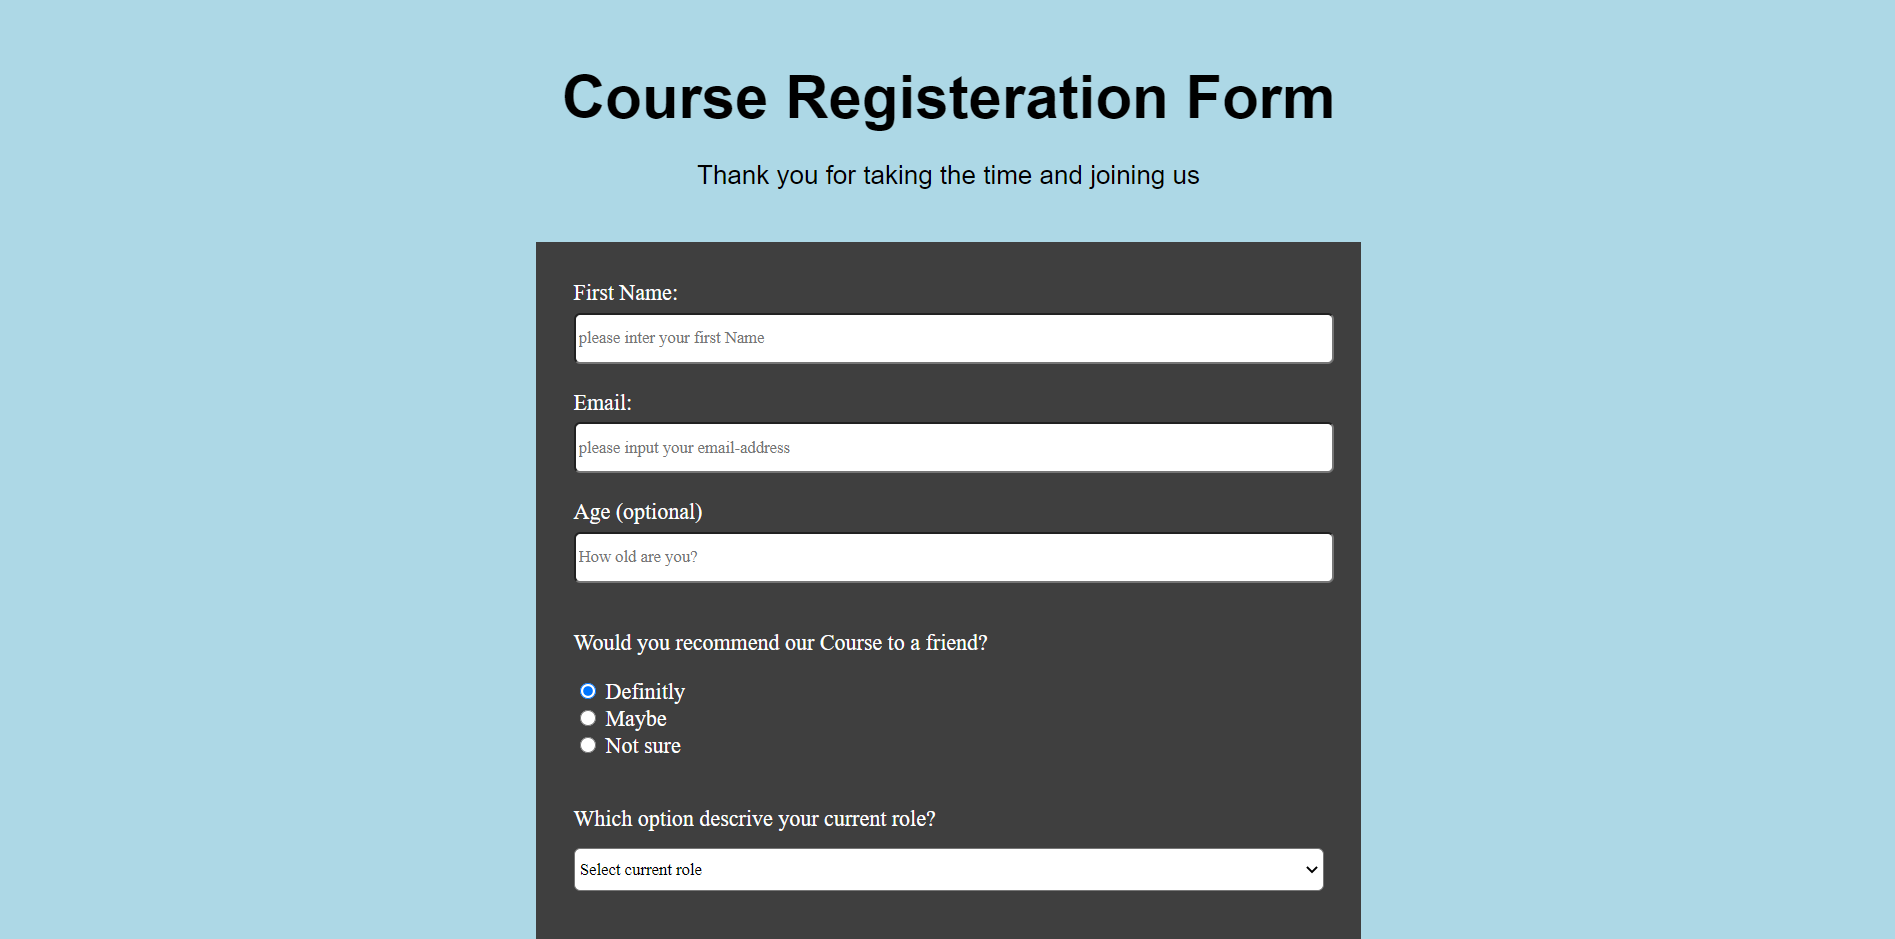 Course Registeration Form
Thank you for taking the time and joining us
First Name:
please inter your first Name
Email:
please input your email-address
Age (optional)
How old are you?
Would you recommend our Course to a friend?
Definitly
Maybe
Not sure
Which option descrive your current role?
Select current role